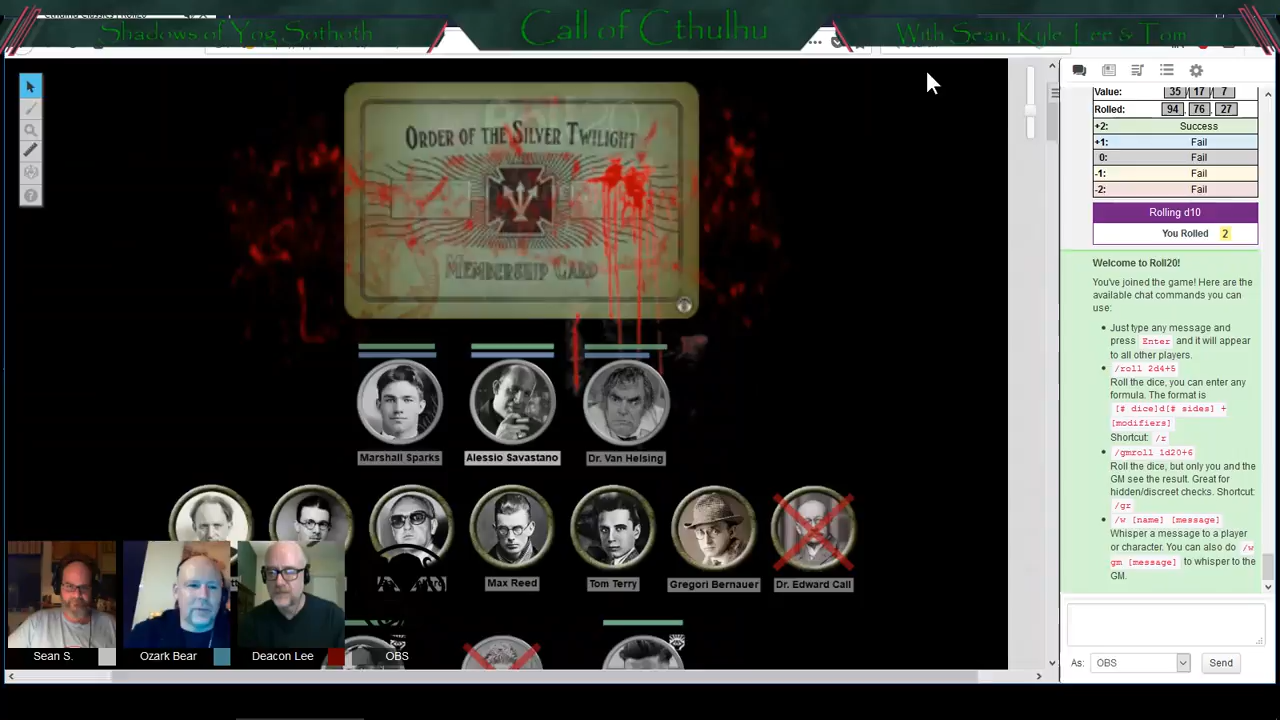 Shadows of Yog Sothoth
Call of Cthulhu
With Sean, Kyle, Lee & Tom
ORDER OF THE SILVER TWILIGHT
MEMBERSHIP CARD
Marshall Sparks
Alessio Savastano
Dr. Van Helsing
Max Reed
Tom Terry
Gregori Bernauer
Dr. Edward Call
Sean S.
Ozark Bear
Deacon Lee
OBS
Value: 35 17 7
Rolled: 94 76 27
+2: Success
+1: Fail
0: Fail
-1: Fail
-2: Fail
Rolling d10
You Rolled 2
Welcome to Roll20!
You've joined the game! Here are the
available chat commands you can
use:
Just type any message and
press Enter and it will appear
to all other players.
/roll 2d4+5
Roll the dice, you can enter any
formula. The format is
[# dice]d[# sides] +
[modifiers]
Shortcut: /r
/gmroll 1d20+6
Roll the dice, but only you and the
GM see the result. Great for
hidden/discreet checks. Shortcut:
/gr
/w [name] [message]
Whisper a message to a player
or character. You can also do /w
gm [message] to whisper to the
GM.
As: OBS Send